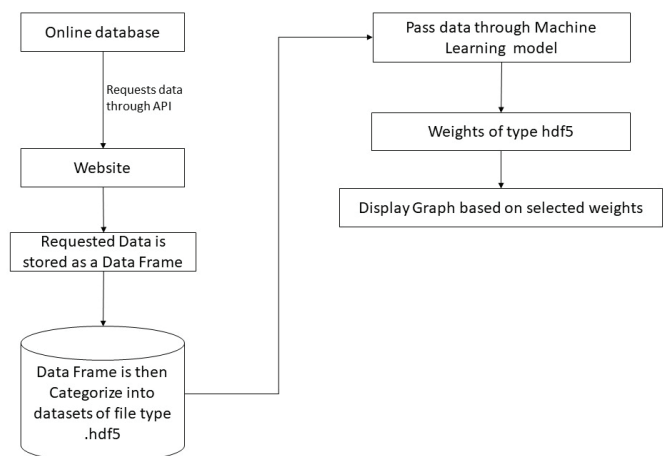 Online database
Requests data
through API
Website
Requested Data is
stored as a Data Frame
Data Frame is then
Categorize into
datasets of file type
.hdf5
Pass data through Machine
Learning model
Weights of type hdf5
Display Graph based on selected weights